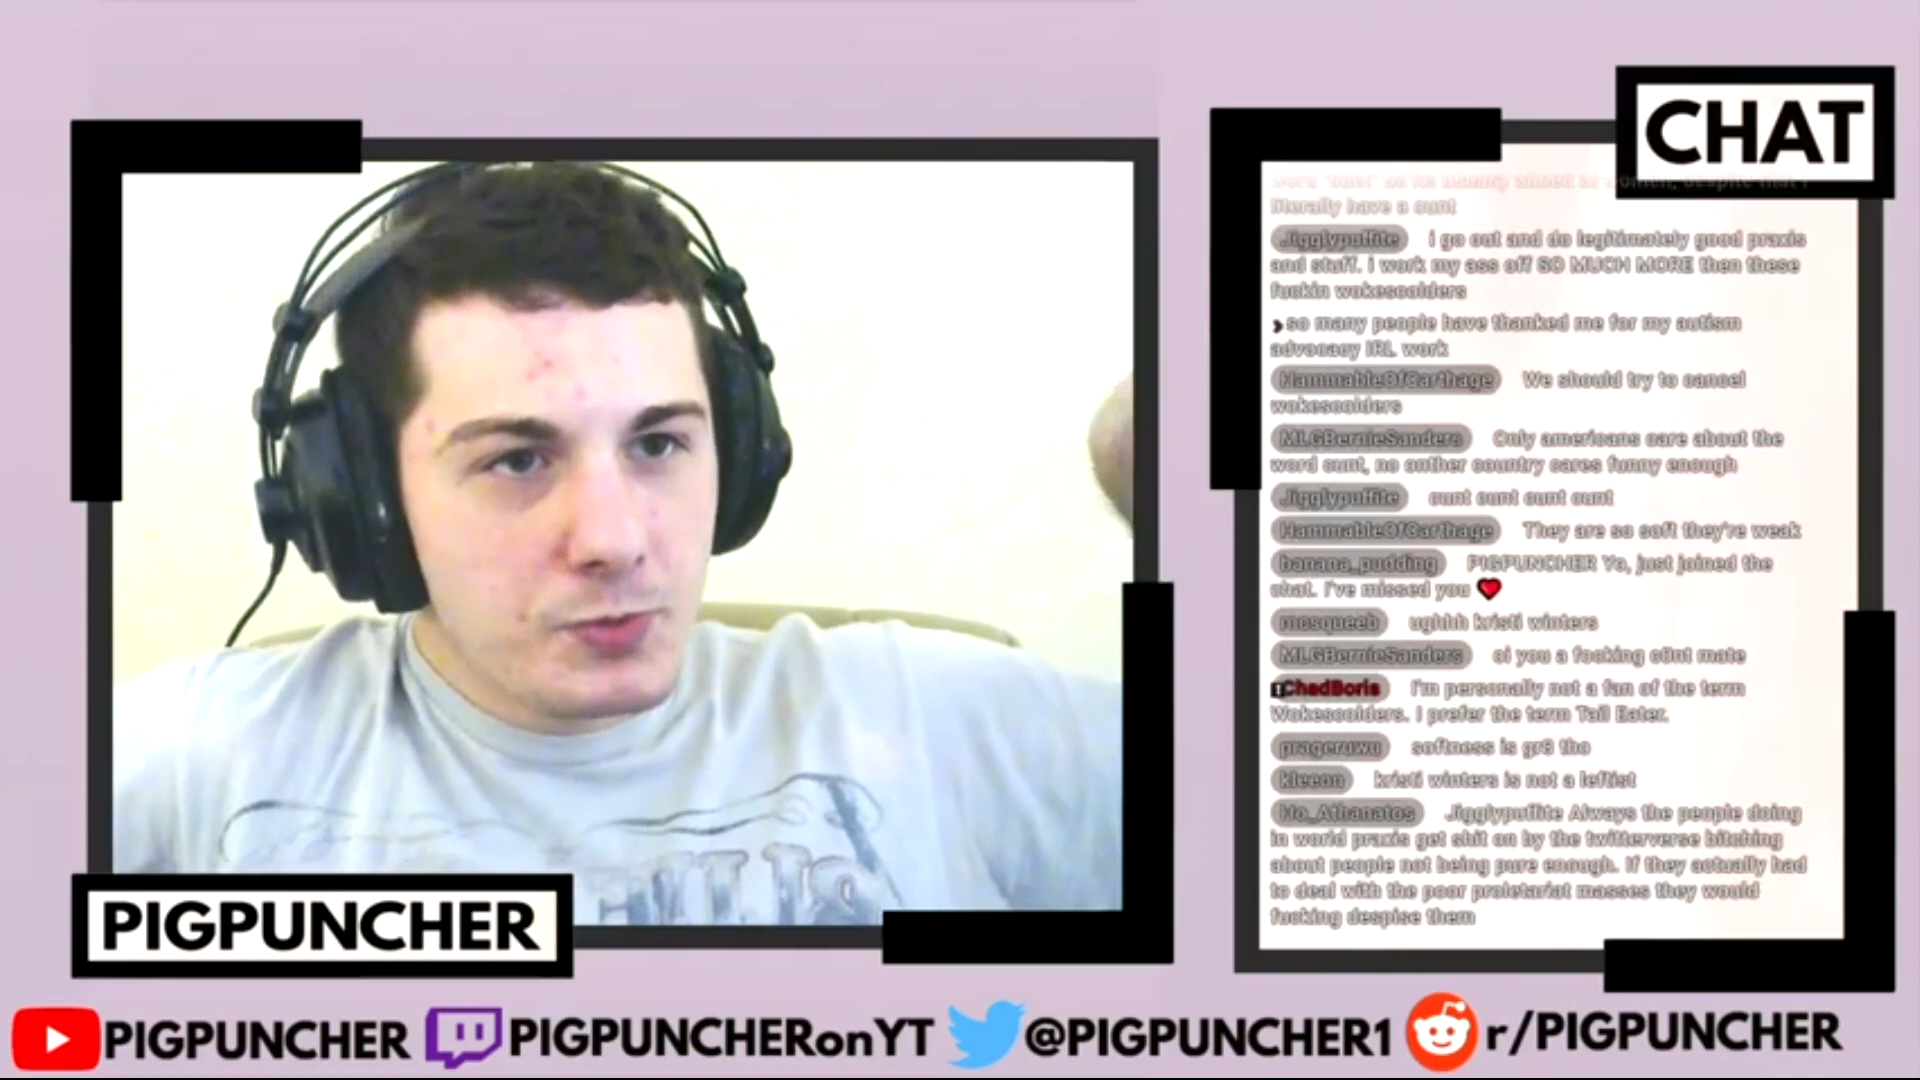 CHAT
literally have a cunt
Jigglypuffite i go out and do legitimately good praxis
and stuff. i work my ass off SO MUCH MORE then these
fuckin wokescolders
so many people have thanked me for my autism
advocacy IRL work
HammableOfCarthage We should try to cancel
wokescolders
MLGBernieSanders Only americans care about the
word cunt, no onther country cares funny enough
Jigglypuffite cunt cunt cunt cunt
HammableOfCarthage They are so soft they're weak
banana_pudding PIGPUNCHER Yo, just joined the
chat. I've missed you
mcsqueeb ughhh kristi winters
MLGBernieSanders oi you a focking c0nt mate
ChadBoris I'm personally not a fan of the term
Wokescolders. I prefer the term Tail Eater.
prageruwu softness is gr8 tho
kleeon kristi winters is not a leftist
Ho_Athanatos Jigglypuffite Always the people doing
in world praxis get shit on by the twitterverse bitching
about people not being pure enough. If they actually had
to deal with the poor proletariat masses they would
fucking despise them
PIGPUNCHER
PIGPUNCHER PIGPUNCHERonYT @PIGPUNCHER1 r/PIGPUNCHER